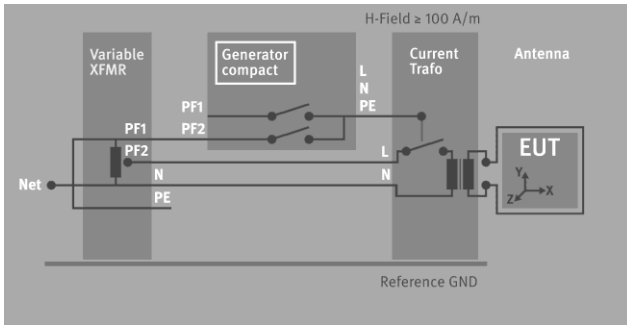 H-Field ≥ 100 A/m
Variable
XFMR
Generator
compact
Current
Trafo
Antenna
L
N
PE
PF1
PF2
PF1
PF2
L
N
N
PE
Net
EUT
Y
X
Z
Reference GND